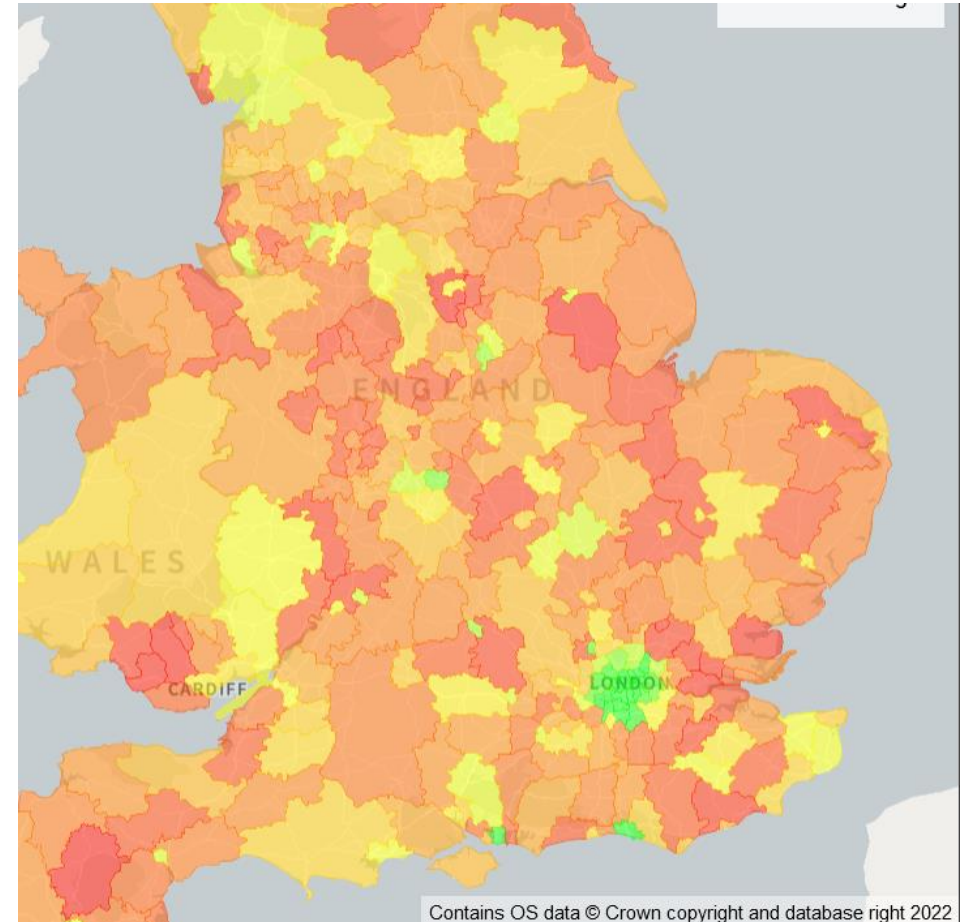 ENGLAND
WALES
CARDIFF
LONDON
Contains OS data © Crown copyright and database right 2022